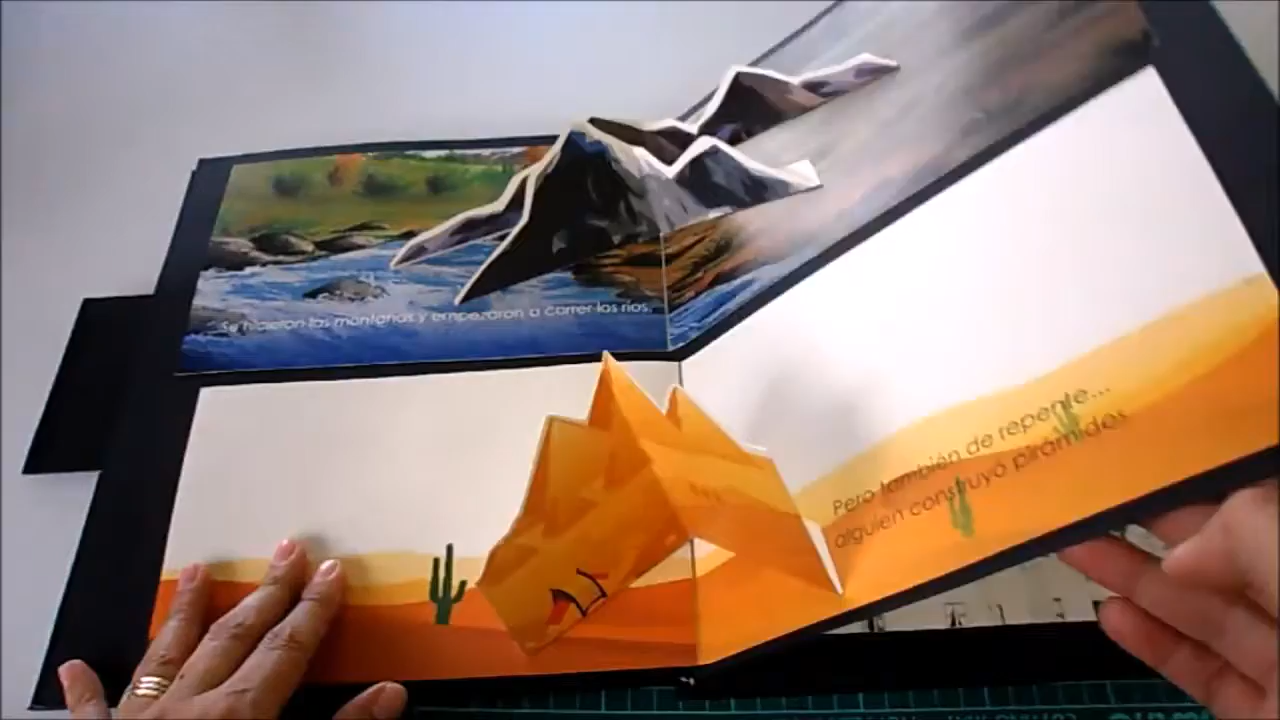 Se hicieron las montañas y empezaron a correr los ríos.
Pero también de repente...
alguien construyó pirámides